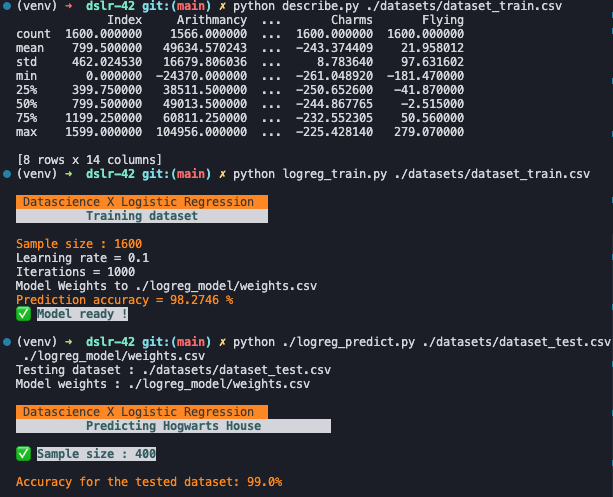 (venv) → dslr-42 git:(main) ✗ python describe.py ./datasets/dataset_train.csv
Index Arithmancy ... Charms Flying
count 1600.000000 1566.000000 ... 1600.000000 1600.000000
mean 799.500000 49634.570243 ... -243.374409 21.958012
std 462.024530 16679.806036 ... 8.783640 97.631602
min 0.000000 -24370.000000 ... -261.048920 -181.470000
25% 399.750000 38511.500000 ... -250.652600 -41.870000
50% 799.500000 49013.500000 ... -244.867765 -2.515000
75% 1199.250000 60811.250000 ... -232.552305 50.560000
max 1599.000000 104956.000000 ... -225.428140 279.070000
[8 rows x 14 columns]
(venv) → dslr-42 git:(main) ✗ python logreg_train.py ./datasets/dataset_train.csv
Datascience X Logistic Regression
Training dataset
Sample size : 1600
Learning rate = 0.1
Iterations = 1000
Model Weights to ./logreg_model/weights.csv
Prediction accuracy = 98.2746 %
✅ Model ready !
(venv) → dslr-42 git:(main) ✗ python ./logreg_predict.py ./datasets/dataset_test.csv
./logreg_model/weights.csv
Testing dataset : ./datasets/dataset_test.csv
Model weights : ./logreg_model/weights.csv
Datascience X Logistic Regression
Predicting Hogwarts House
✅ Sample size : 400
Accuracy for the tested dataset: 99.0%